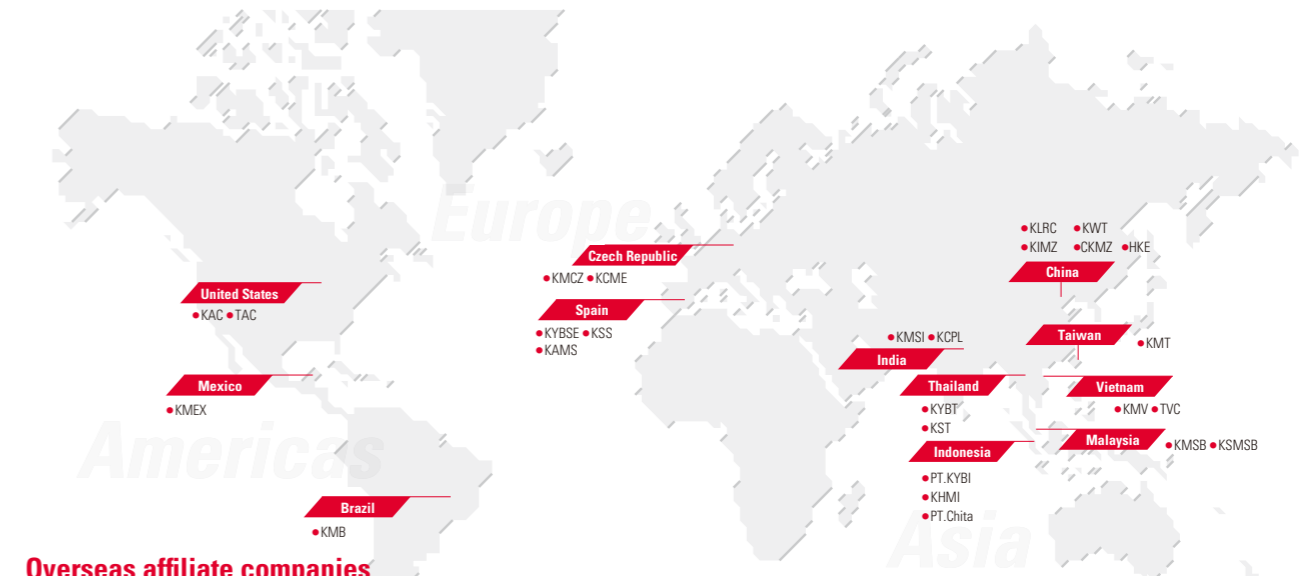 Europe
Americas
Asia
United States
●KAC ●TAC
Mexico
●KMEX
Brazil
●KMB
Czech Republic
●KMCZ ●KCME
Spain
●KYBSE ●KSS
●KAMS
●KLRC ●KWT
●KIMZ ●CKMZ ●HKE
China
Taiwan
●KMT
●KMSI ●KCPL
India
Thailand
●KYBT
●KST
Vietnam
●KMV ●TVC
Malaysia
●KMSB ●KSMSB
Indonesia
●PT.KYBI
●KHMI
●PT.Chita
Overseas affiliate companies